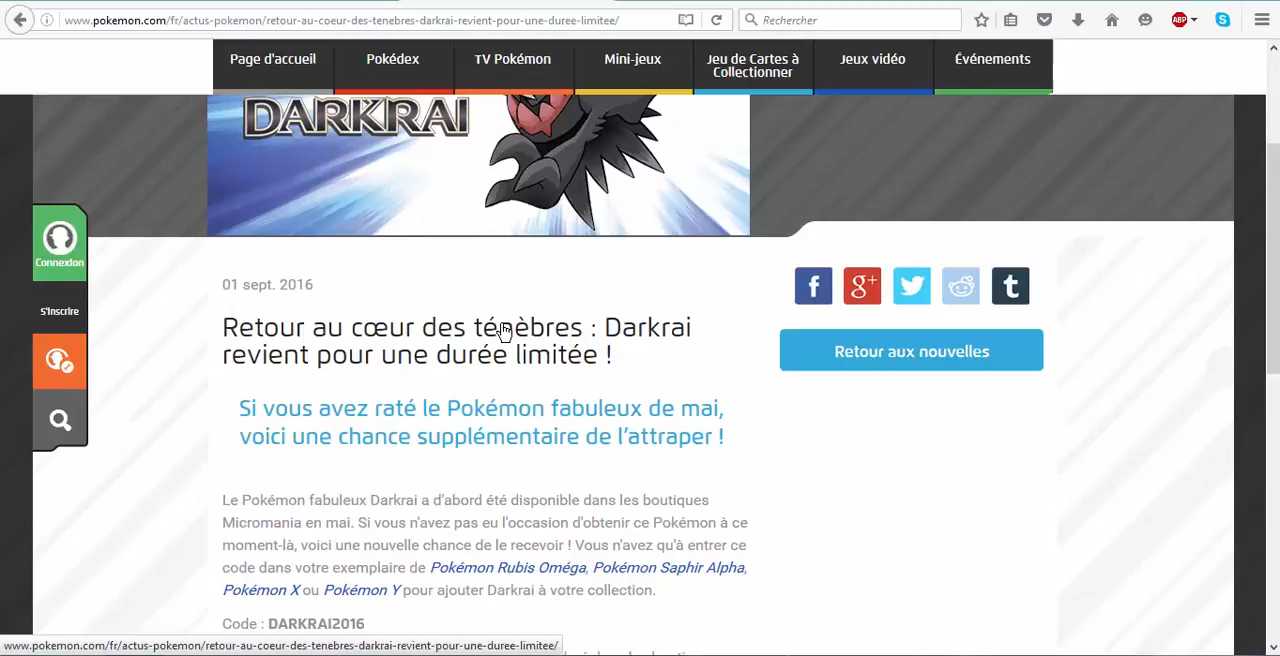 www.pokemon.com/fr/actus-pokemon/retour-au-coeur-des-tenebres-darkrai-revient-pour-une-duree-limitee/
Rechercher
ABP
Page d'accueil
Pokédex
TV Pokémon
Mini-jeux
Jeu de Cartes à
Collectionner
Jeux vidéo
Événements
DARKRAI
Connexion
S'inscrire
01 sept. 2016
Retour au cœur des ténèbres : Darkrai
revient pour une durée limitée !
Retour aux nouvelles
Si vous avez raté le Pokémon fabuleux de mai,
voici une chance supplémentaire de l'attraper !
Le Pokémon fabuleux Darkrai a d'abord été disponible dans les boutiques
Micromania en mai. Si vous n'avez pas eu l'occasion d'obtenir ce Pokémon à ce
moment-là, voici une nouvelle chance de le recevoir ! Vous n'avez qu'à entrer ce
code dans votre exemplaire de Pokémon Rubis Oméga, Pokémon Saphir Alpha,
Pokémon X ou Pokémon Y pour ajouter Darkrai à votre collection.
Code : DARKRAI2016
www.pokemon.com/fr/actus-pokemon/retour-au-coeur-des-tenebres-darkrai-revient-pour-une-duree-limitee/